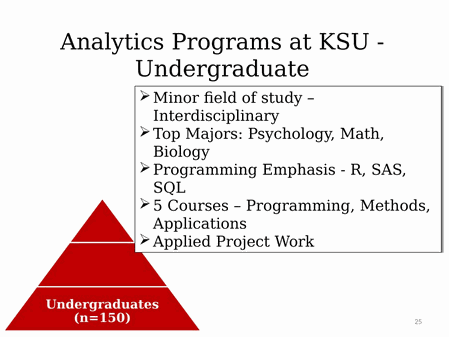 Analytics Programs at KSU -
Undergraduate
➢Minor field of study –
Interdisciplinary
➢Top Majors: Psychology, Math,
Biology
➢Programming Emphasis - R, SAS,
SQL
➢5 Courses – Programming, Methods,
Applications
➢Applied Project Work
Undergraduates
(n=150)
25